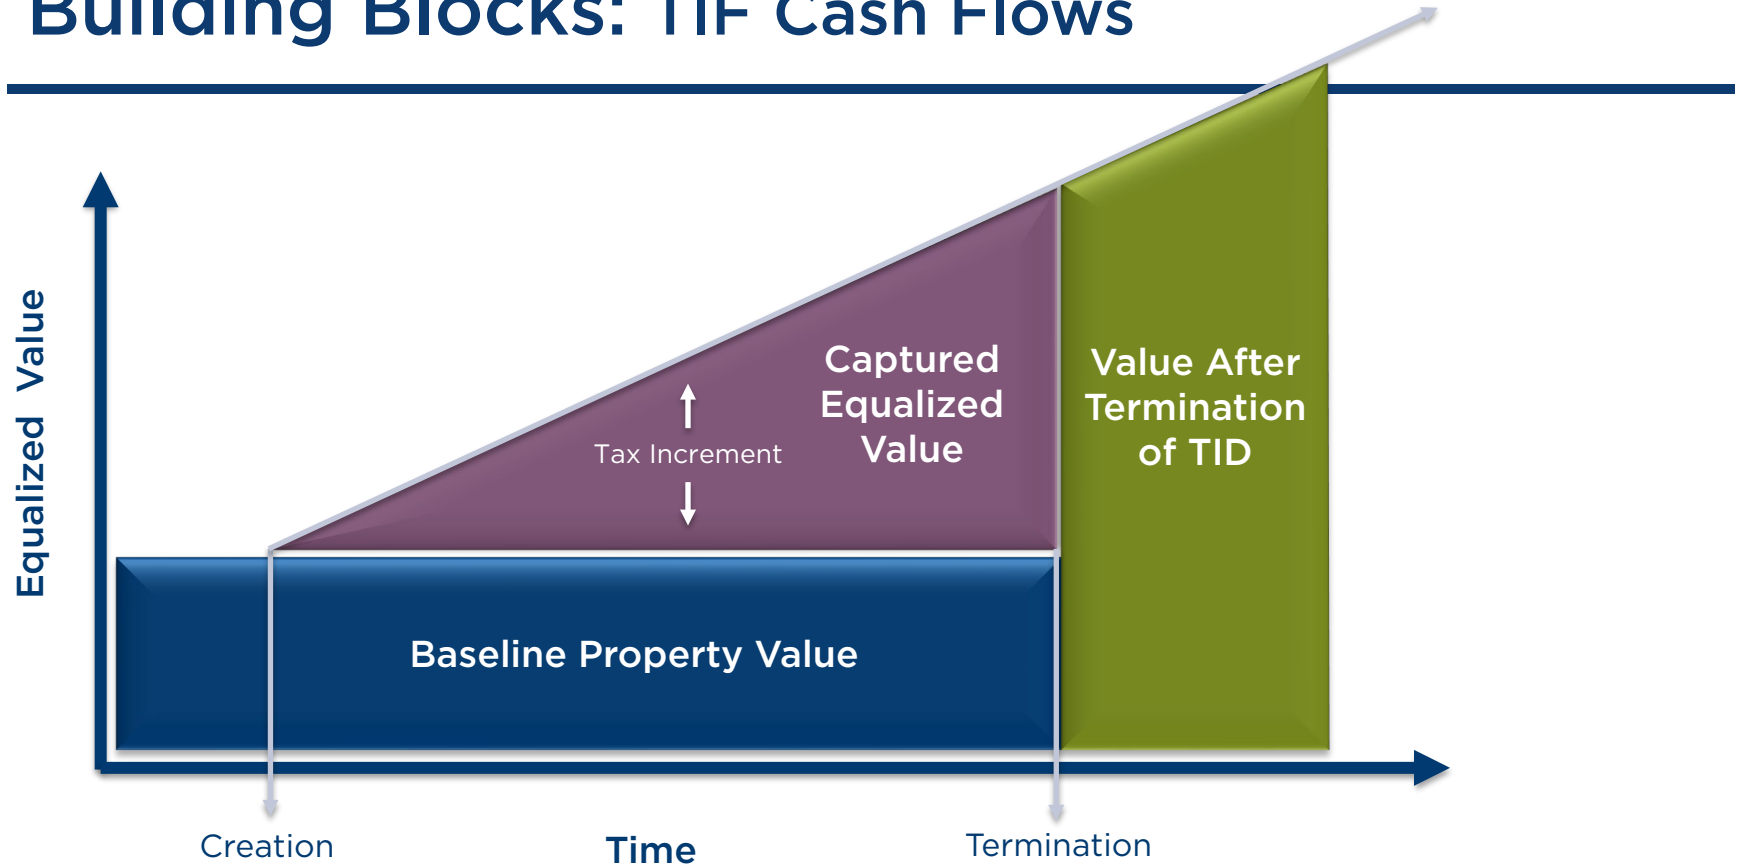 Building Blocks: TIF Cash Flows
Equalized Value
Captured
Equalized
Value
Tax Increment
Value After
Termination
of TID
Baseline Property Value
Creation
Time
Termination